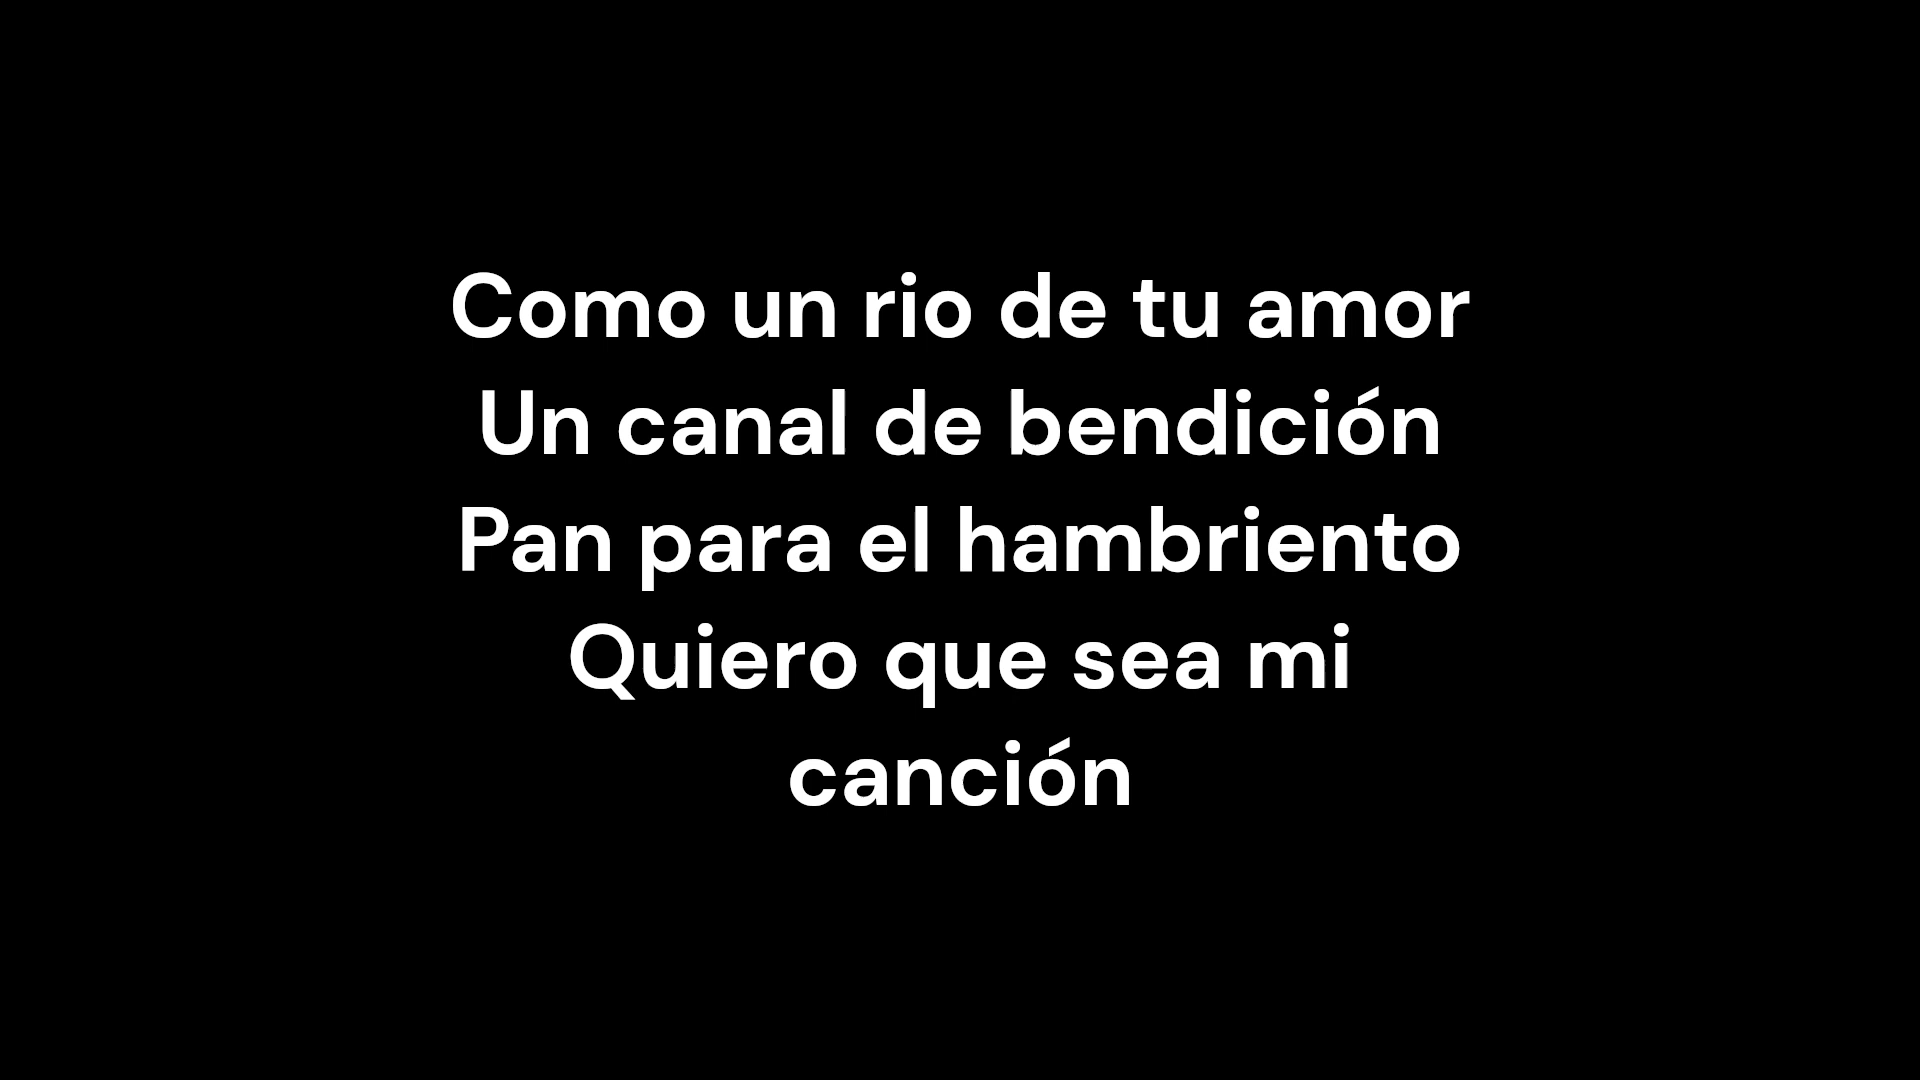 Como un rio de tu amor
Un canal de bendición
Pan para el hambriento
Quiero que sea mi
canción